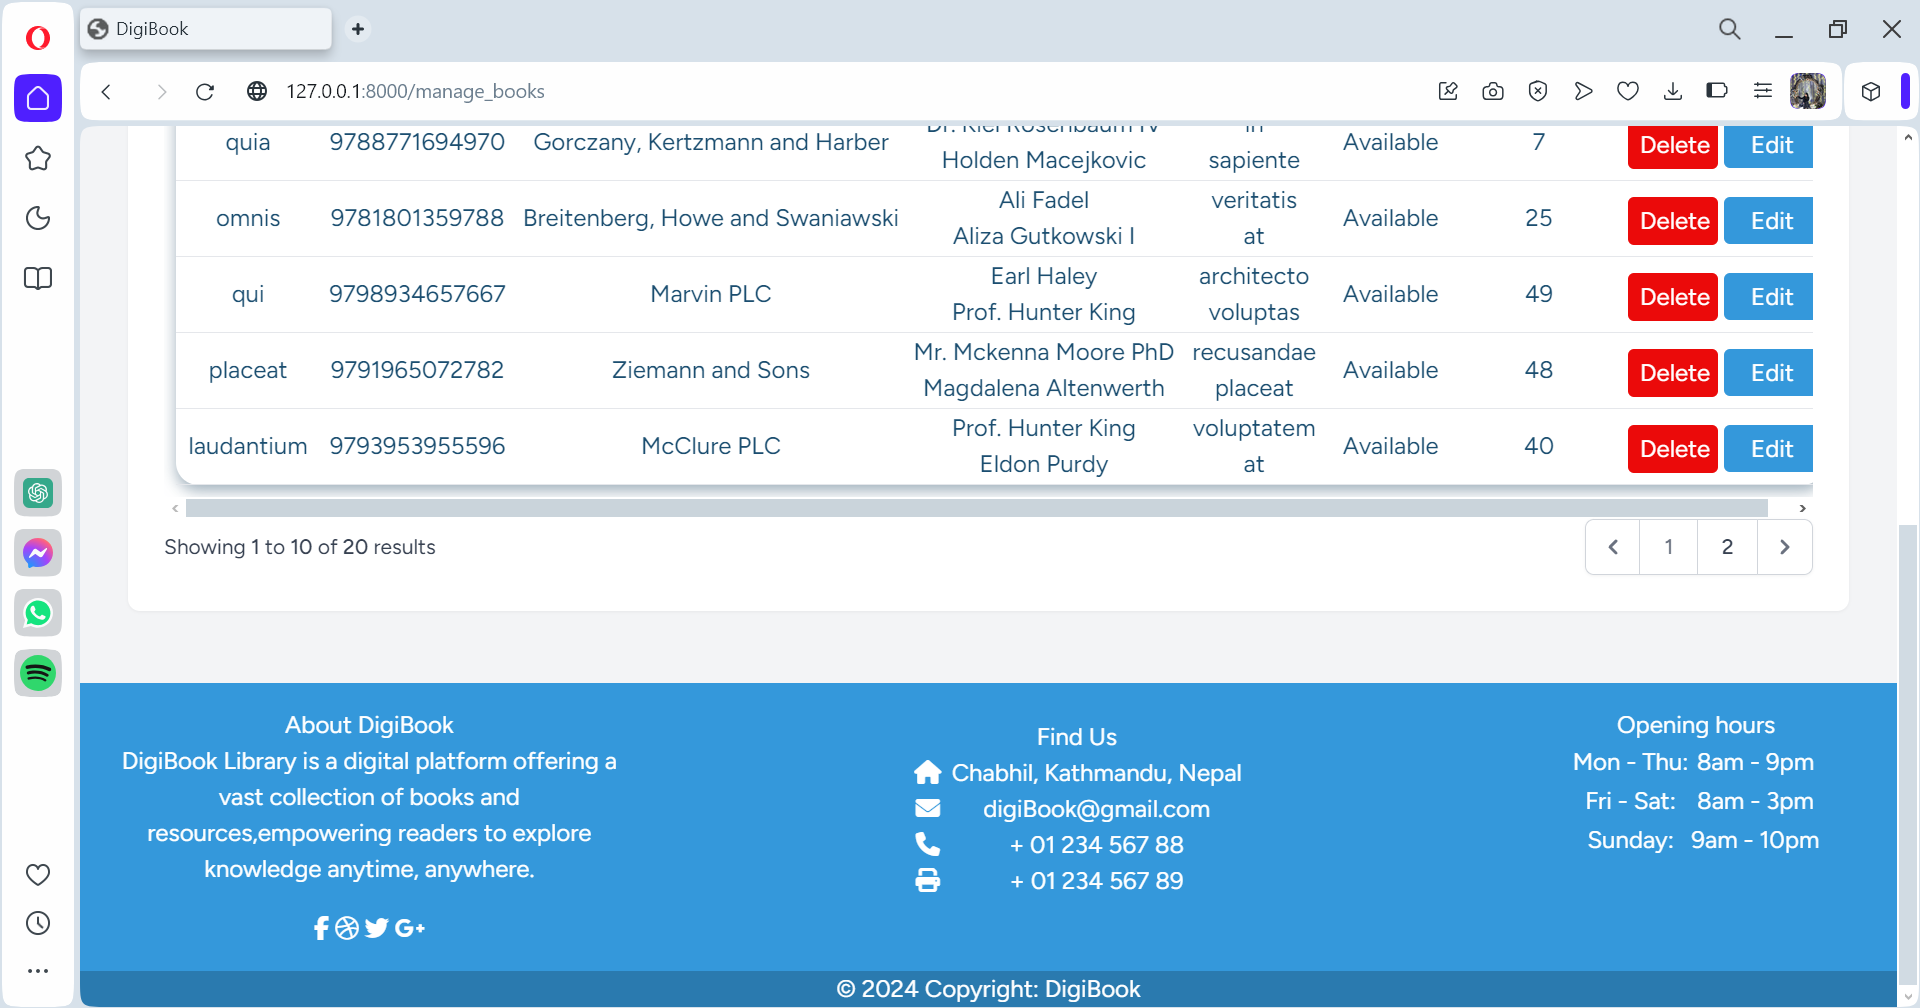 DigiBook
127.0.0.1:8000/manage_books
quia 9788771694970 Gorczany, Kertzmann and Harber Dr. Kiel Rosenbaum IV in Available 7 Delete Edit
Holden Macejkovic sapiente
omnis 9781801359788 Breitenberg, Howe and Swaniawski Ali Fadel veritatis Available 25 Delete Edit
Aliza Gutkowski I at
qui 9798934657667 Marvin PLC Earl Haley architecto Available 49 Delete Edit
Prof. Hunter King voluptas
placeat 9791965072782 Ziemann and Sons Mr. Mckenna Moore PhD recusandae Available 48 Delete Edit
Magdalena Altenwerth placeat
laudantium 9793953955596 McClure PLC Prof. Hunter King voluptatem Available 40 Delete Edit
Eldon Purdy at
Showing 1 to 10 of 20 results
1 2
About DigiBook
DigiBook Library is a digital platform offering a
vast collection of books and
resources,empowering readers to explore
knowledge anytime, anywhere.
Find Us
Chabhil, Kathmandu, Nepal
digiBook@gmail.com
+ 01 234 567 88
+ 01 234 567 89
Opening hours
Mon - Thu: 8am - 9pm
Fri - Sat: 8am - 3pm
Sunday: 9am - 10pm
© 2024 Copyright: DigiBook